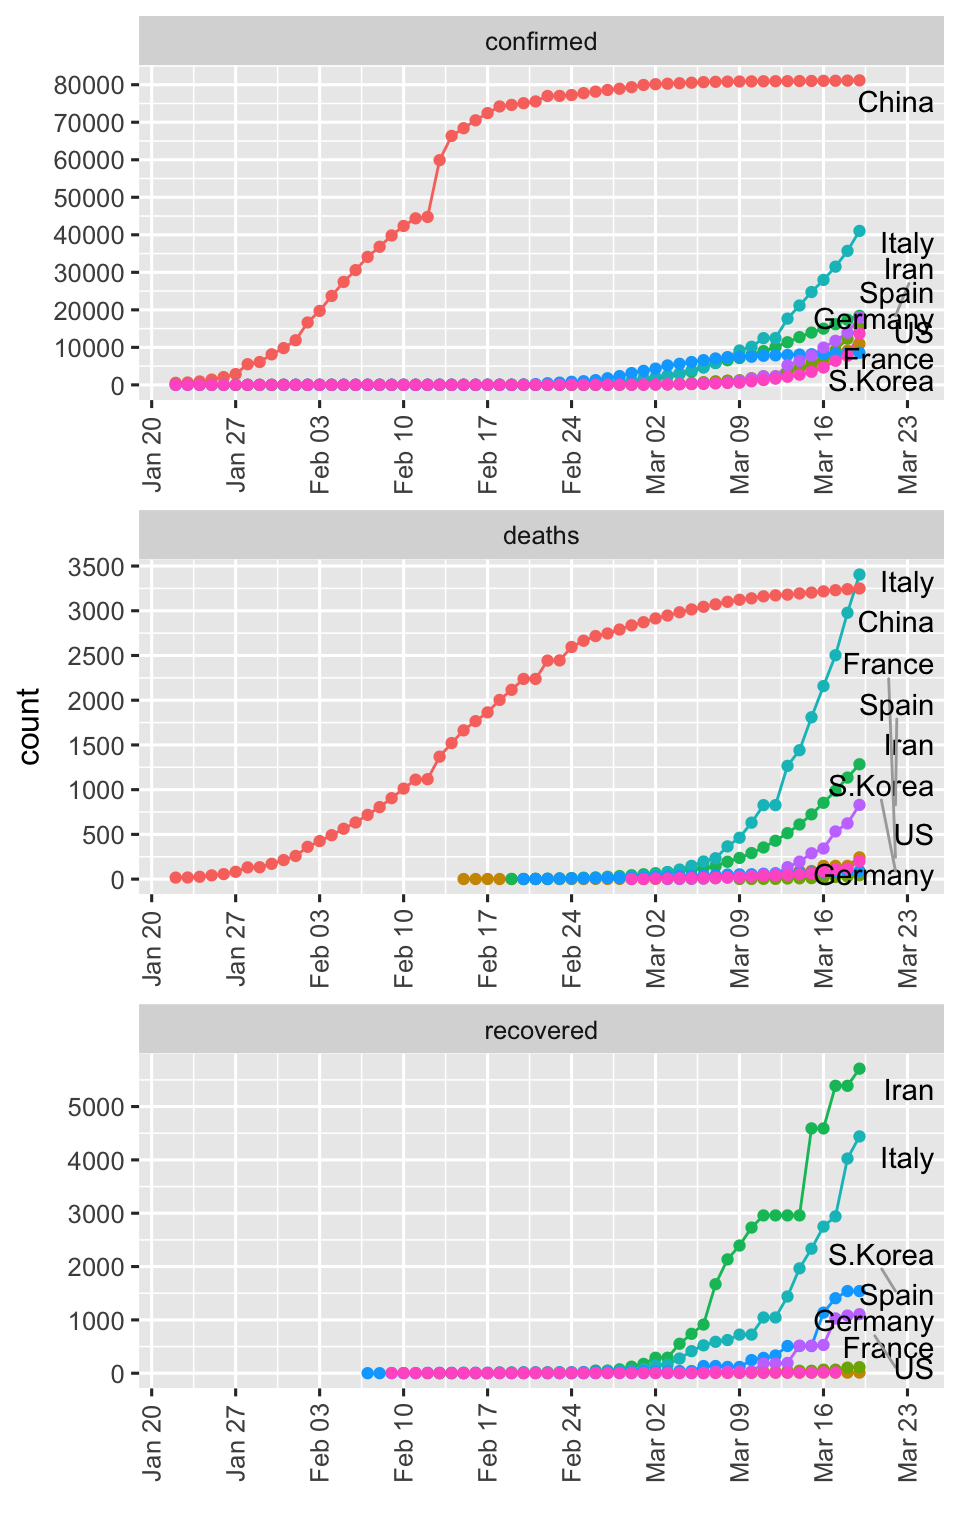 confirmed
80000
70000
60000
50000
40000
30000
20000
10000
0
China
Italy
Iran
Spain
Germany
US
France
S.Korea
Jan 20
Jan 27
Feb 03
Feb 10
Feb 17
Feb 24
Mar 02
Mar 09
Mar 16
Mar 23
count
deaths
3500
3000
2500
2000
1500
1000
500
0
Italy
China
France
Spain
Iran
S.Korea
US
Germany
Jan 20
Jan 27
Feb 03
Feb 10
Feb 17
Feb 24
Mar 02
Mar 09
Mar 16
Mar 23
recovered
5000
4000
3000
2000
1000
0
Iran
Italy
S.Korea
Spain
Germany
France
US
Jan 20
Jan 27
Feb 03
Feb 10
Feb 17
Feb 24
Mar 02
Mar 09
Mar 16
Mar 23